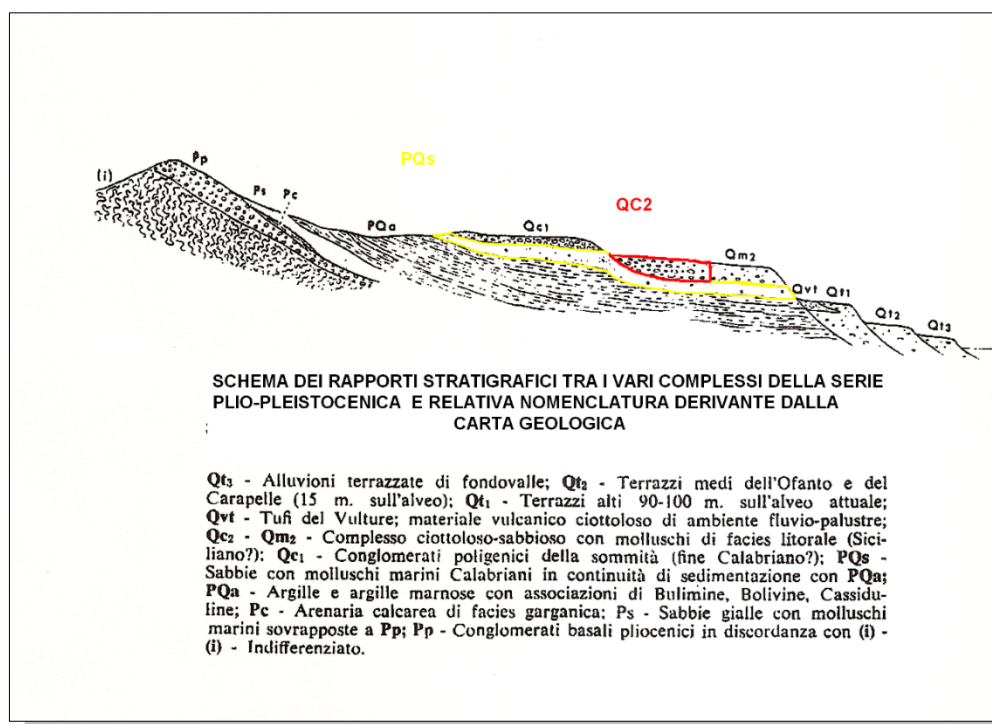 PQs
Pp
(i)
QC2
Ps
Pc
PQa
Qc1
Qm2
Qvt Qt1
Qt2
Qt3
SCHEMA DEI RAPPORTI STRATIGRAFICI TRA I VARI COMPLESSI DELLA SERIE
PLIO-PLEISTOCENICA E RELATIVA NOMENCLATURA DERIVANTE DALLA
CARTA GEOLOGICA
;
Qt₃ - Alluvioni terrazzate di fondovalle; Qt₂ - Terrazzi medi dell'Ofanto e del
Carapelle (15 m. sull'alveo); Qt₁ - Terrazzi alti 90-100 m. sull'alveo attuale;
Qvt - Tufi del Vulture; materiale vulcanico ciottoloso di ambiente fluvio-palustre;
Qc₂ - Qm₂ - Complesso ciottoloso-sabbioso con molluschi di facies litorale (Sici-
liano?); Qc₁ - Conglomerati poligenici della sommità (fine Calabriano?); PQs -
Sabbie con molluschi marini Calabriani in continuità di sedimentazione con PQa;
PQa - Argille e argille marnose con associazioni di Bulimine, Bolivine, Cassidu-
line; Pc - Arenaria calcarea di facies garganica; Ps - Sabbie gialle con molluschi
marini sovrapposte a Pp; Pp - Conglomerati basali pliocenici in discordanza con (i) -
(i) - Indifferenziato.